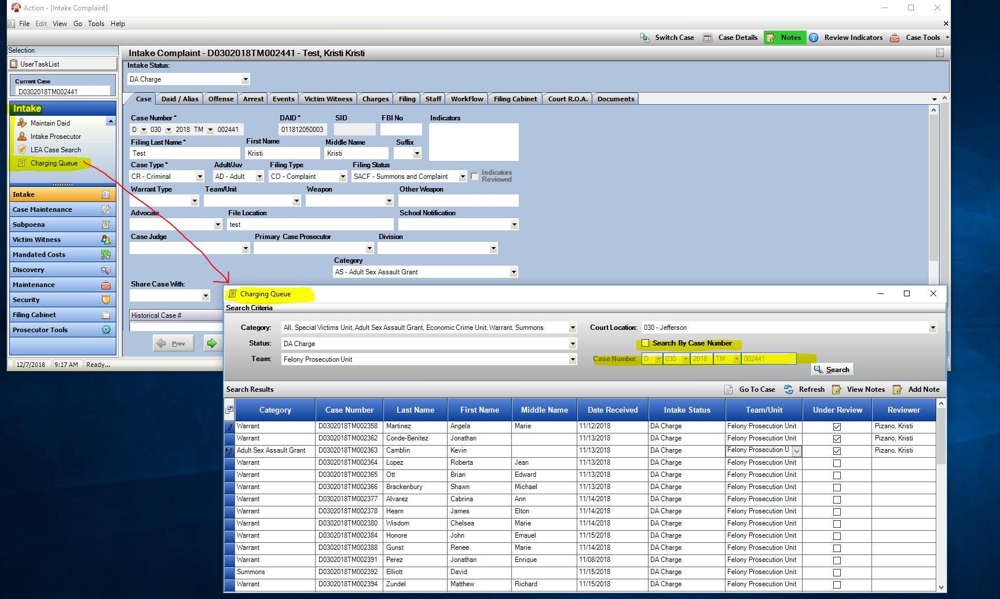 Action - [Intake Complaint]
File Edit View Go Tools Help
Switch Case Case Details Notes Review Indicators Case Tools
Selection
UserTaskList
Current Case
D0302018TM002441
Intake
Maintain Daid
Intake Prosecutor
LEA Case Search
Charging Queue
Intake
Case Maintenance
Subpoena
Victim Witness
Mandated Costs
Discovery
Maintenance
Security
Filing Cabinet
Prosecutor Tools
12/7/2018 9:17 AM Ready...
Intake Complaint - D0302018TM002441 - Test, Kristi Kristi
Intake Status:
DA Charge
Case Daid / Alias Offense Arrest Events Victim Witness Charges Filing Staff WorkFlow Filing Cabinet Court R.O.A. Documents
Case Number * DAID * SID FBI No Indicators
D 030 2018 TM 002441 011812050003
Filing Last Name * First Name Middle Name Suffix
Test Kristi Kristi
Case Type * Adult/Juv Filing Type Filing Status
CR - Criminal AD - Adult CO - Complaint SACF - Summons and Complaint Indicators Reviewed
Warrant Type Team/Unit Weapon Other Weapon
Advocate File Location School Notification
test
Case Judge Primary Case Prosecutor Division
Category
AS - Adult Sex Assault Grant
Share Case With:
Historical Case #
Prev
Charging Queue
Search Criteria
Category: All, Special Victims Unit, Adult Sex Assault Grant, Economic Crime Unit, Warrant, Summons Court Location: 030 - Jefferson
Status: DA Charge Search By Case Number
Team: Felony Prosecution Unit Case Number: D 030 2018 TM 002441
Search
Search Results Go To Case Refresh View Notes Add Note
Category Case Number Last Name First Name Middle Name Date Received Intake Status Team/Unit Under Review Reviewer
Warrant D0302018TM002358 Martinez Angela Marie 11/12/2018 DA Charge Felony Prosecution Unit Pizano, Kristi
Warrant D0302018TM002362 Conde-Benitez Jonathan 11/13/2018 DA Charge Felony Prosecution Unit Pizano, Kristi
Adult Sex Assault Grant D0302018TM002363 Camblin Kevin 11/13/2018 DA Charge Felony Prosecution U Pizano, Kristi
Warrant D0302018TM002364 Lopez Roberta Jean 11/13/2018 DA Charge Felony Prosecution Unit
Warrant D0302018TM002365 Ott Brian Edward 11/13/2018 DA Charge Felony Prosecution Unit
Warrant D0302018TM002366 Brackenbury Shawn Michael 11/13/2018 DA Charge Felony Prosecution Unit
Warrant D0302018TM002377 Alvarez Cabrina Ann 11/14/2018 DA Charge Felony Prosecution Unit
Warrant D0302018TM002378 Hearn James Elton 11/14/2018 DA Charge Felony Prosecution Unit
Warrant D0302018TM002380 Wisdom Chelsea Marie 11/14/2018 DA Charge Felony Prosecution Unit
Warrant D0302018TM002384 Honore John Emauel 11/15/2018 DA Charge Felony Prosecution Unit
Warrant D0302018TM002388 Gunst Renee Marie 11/14/2018 DA Charge Felony Prosecution Unit
Warrant D0302018TM002391 Perez Jonathan Enrique 11/08/2018 DA Charge Felony Prosecution Unit
Summons D0302018TM002392 Elliott David 11/15/2018 DA Charge Felony Prosecution Unit
Warrant D0302018TM002394 Zundel Matthew Richard 11/15/2018 DA Charge Felony Prosecution Unit